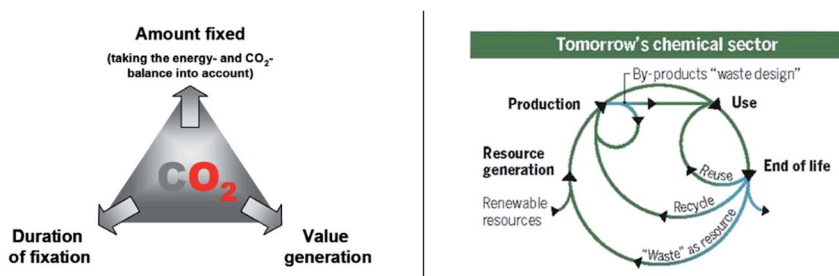 Amount fixed
(taking the energy- and CO₂-
balance into account)
CO₂
Duration
of fixation
Value
generation
Tomorrow's chemical sector
By-products "waste design"
Production
Use
Resource
generation
End of life
Reuse
Renewable
resources
Recycle
"Waste" as resource